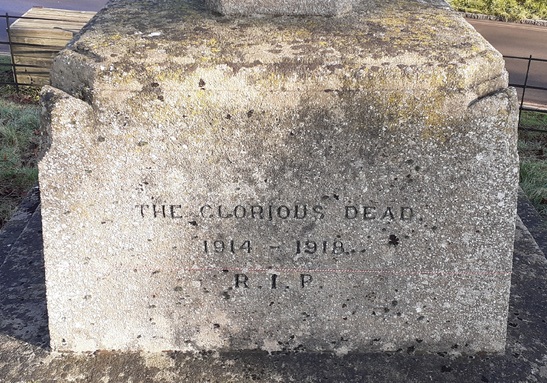 THE GLORIOUS DEAD.
1914 - 1918.
R.I.P.